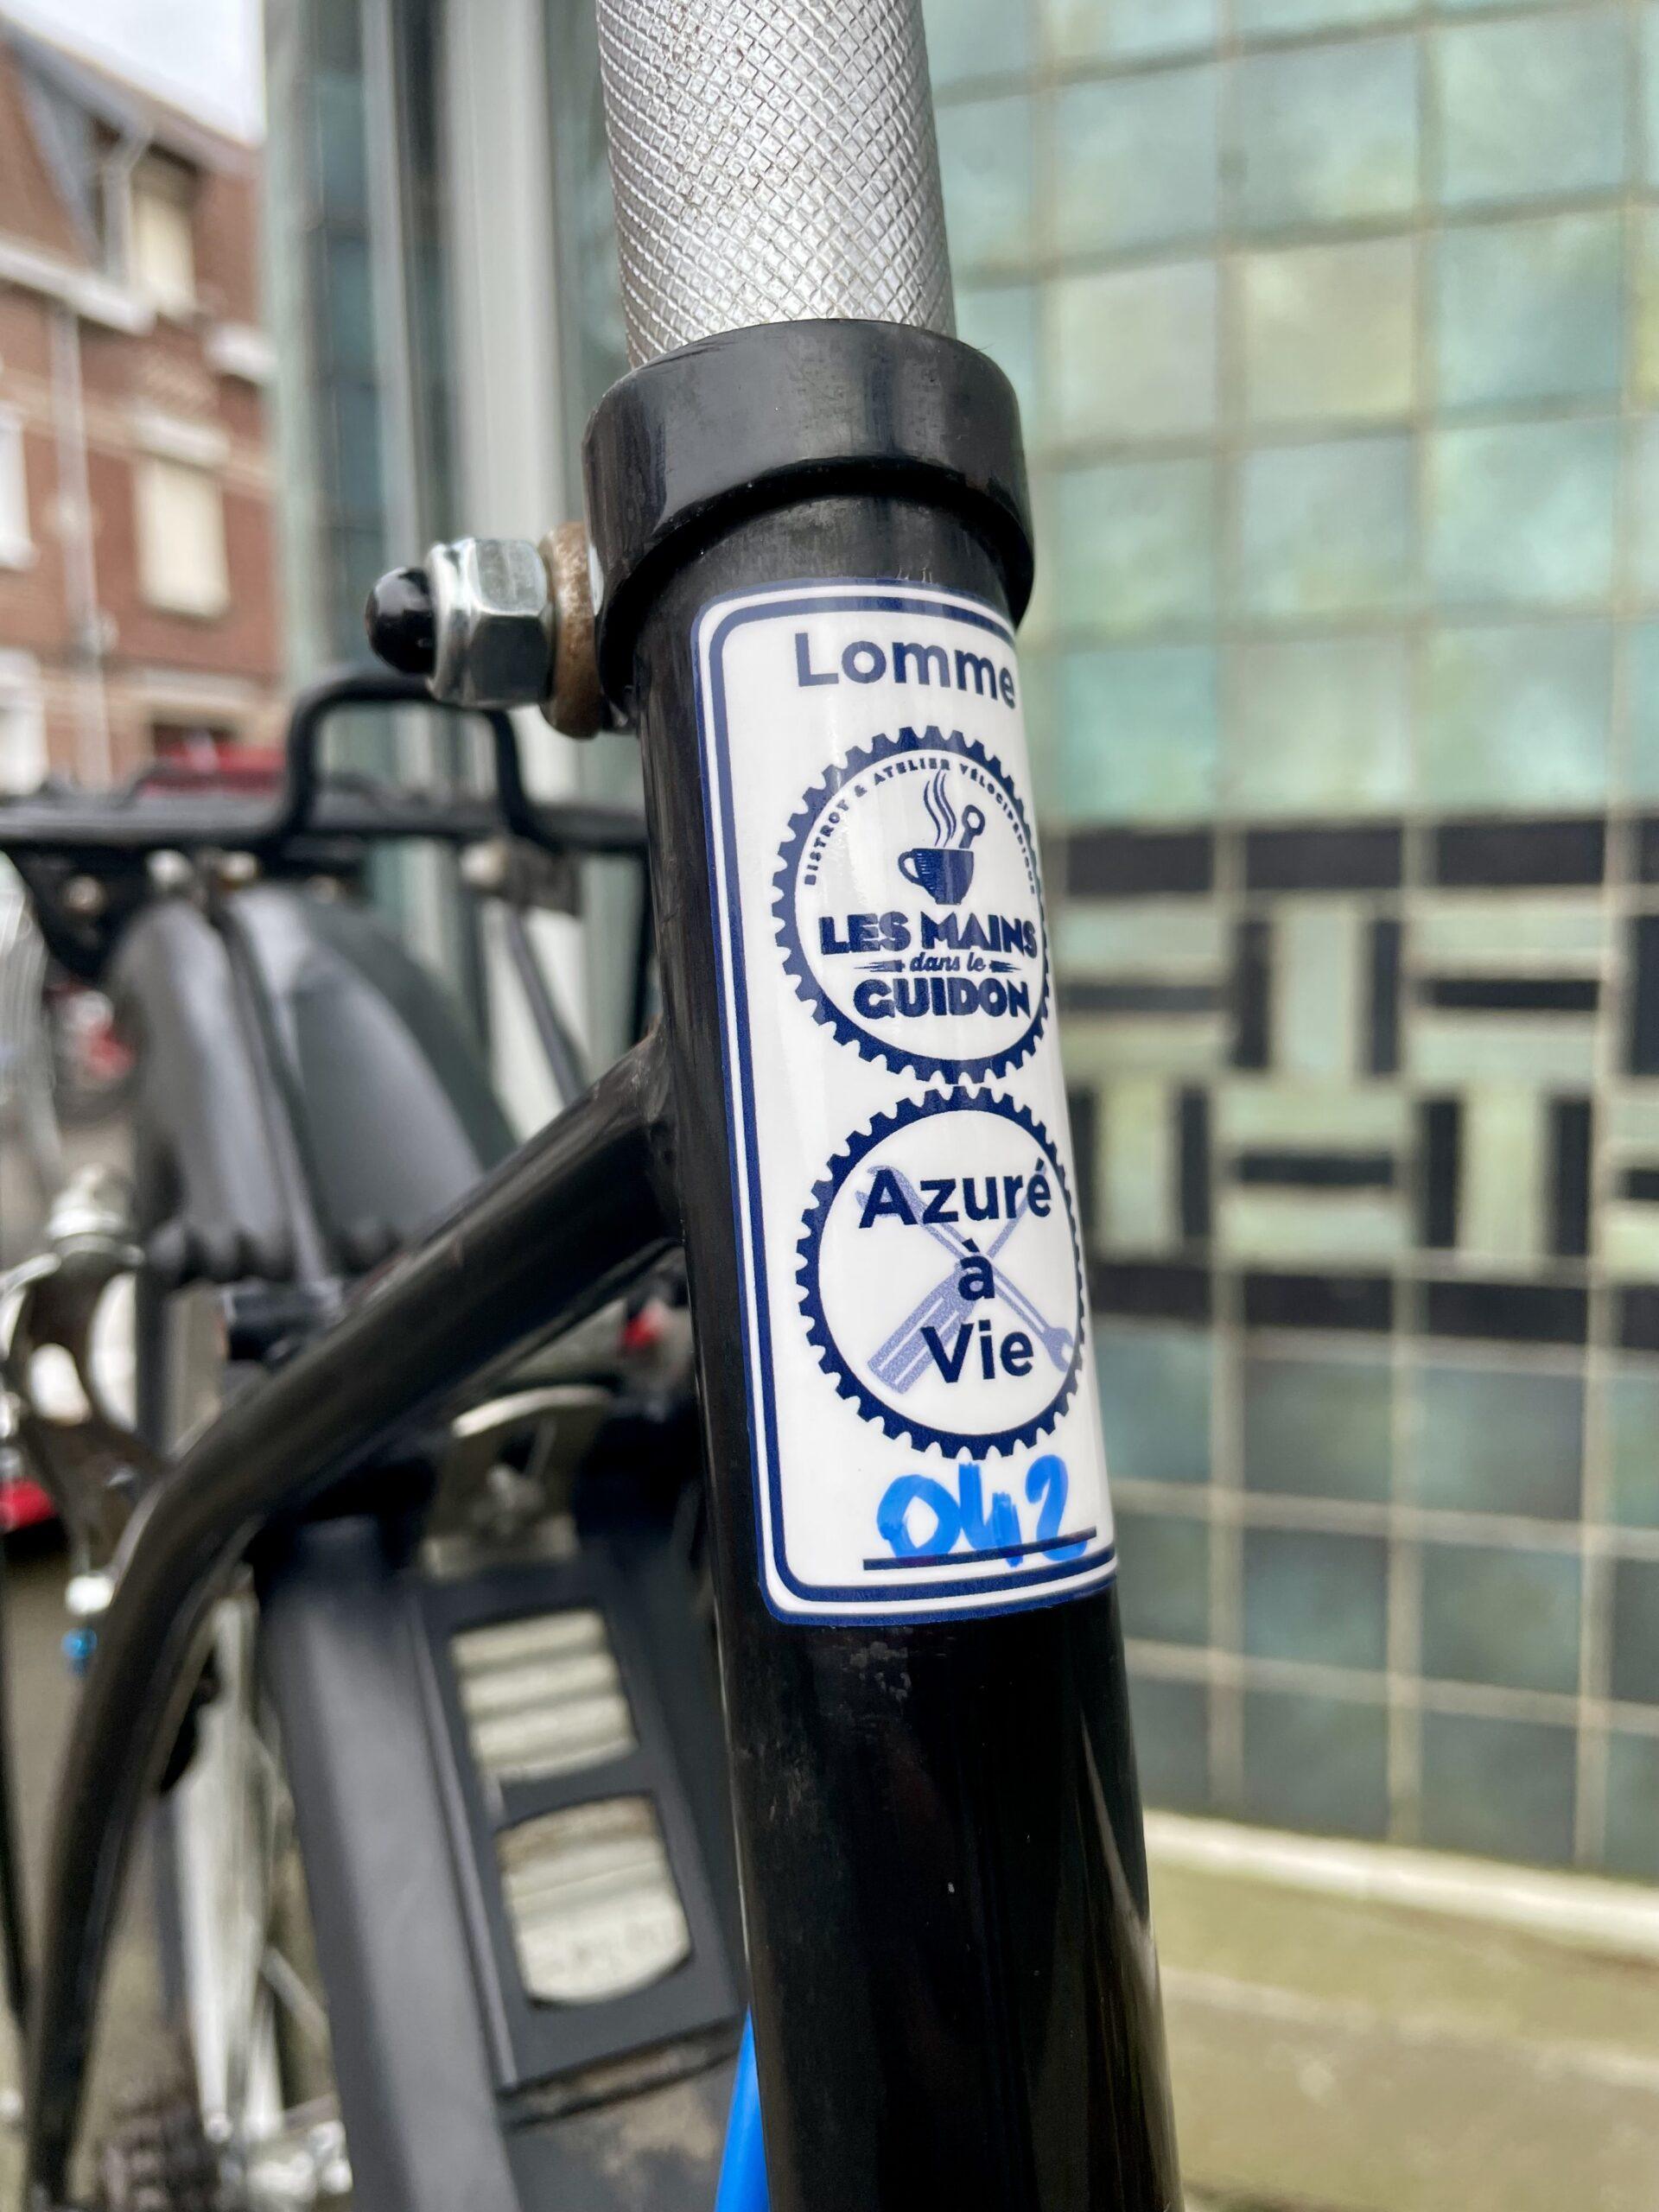 Lomme
BISTROT & ATELIER VÉLOCIPÉDIQUE
LES MAINS
dans le
GUIDON
Azuré
à
Vie
042